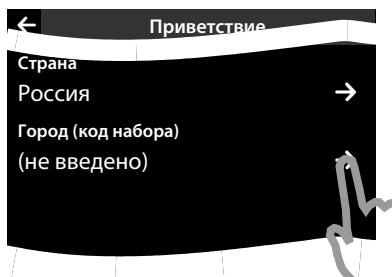 Приветствие
Страна
Россия
Город (код набора)
(не введено)